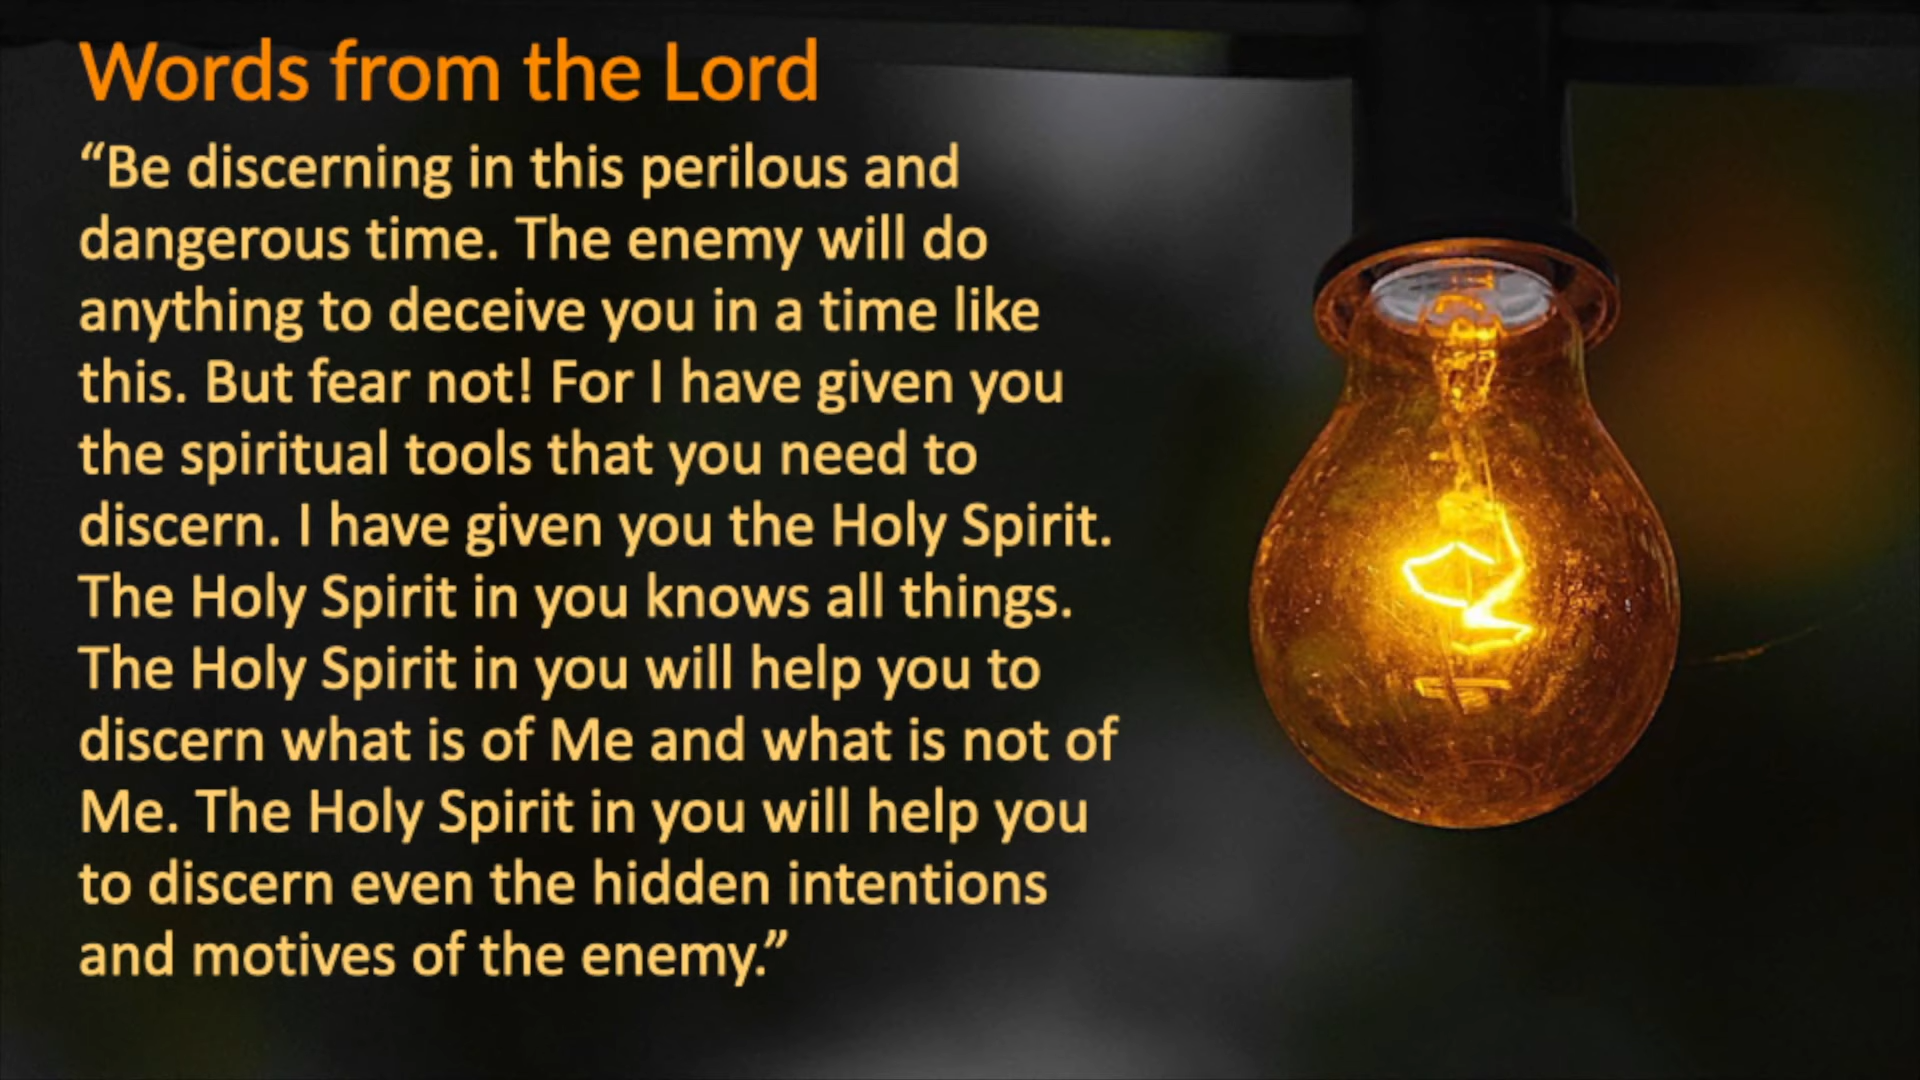 Words from the Lord
“Be discerning in this perilous and
dangerous time. The enemy will do
anything to deceive you in a time like
this. But fear not! For I have given you
the spiritual tools that you need to
discern. I have given you the Holy Spirit.
The Holy Spirit in you knows all things.
The Holy Spirit in you will help you to
discern what is of Me and what is not of
Me. The Holy Spirit in you will help you
to discern even the hidden intentions
and motives of the enemy.”